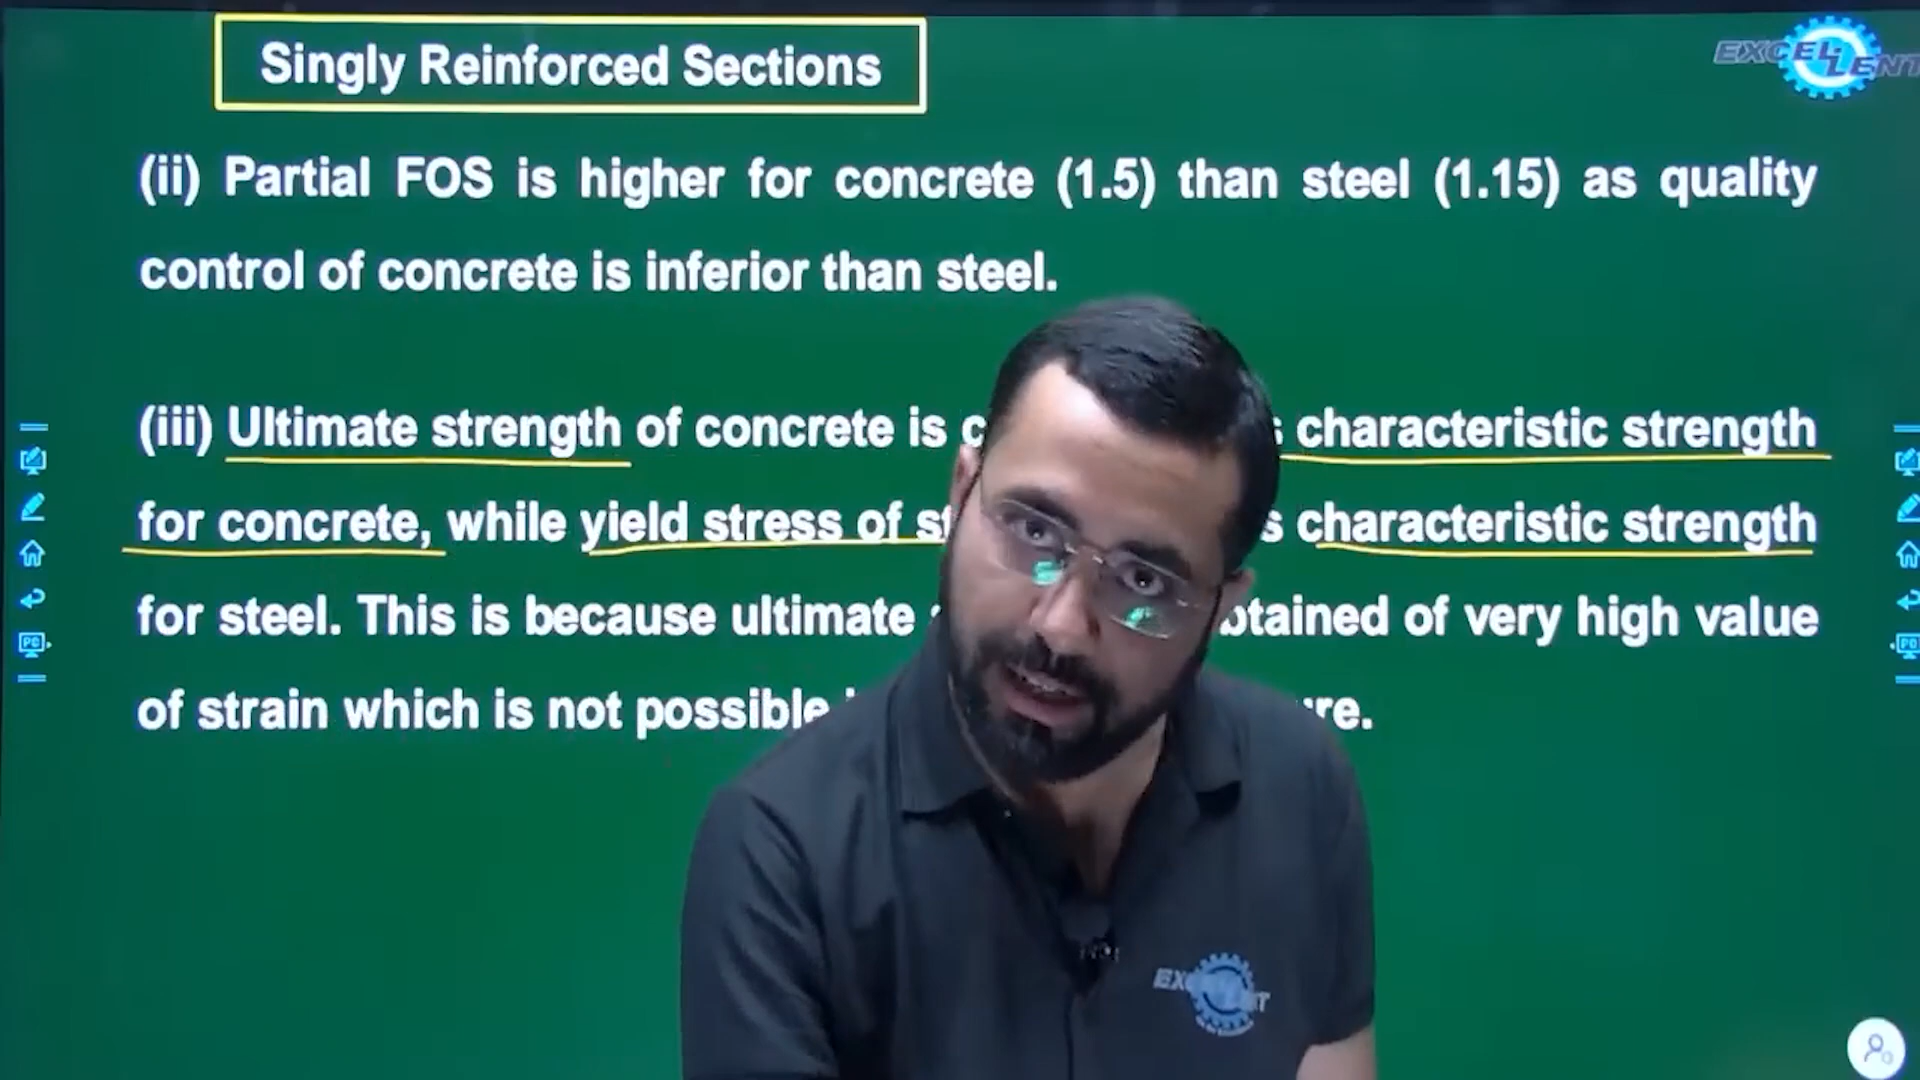 Singly Reinforced Sections
EXCELLENT
(ii) Partial FOS is higher for concrete (1.5) than steel (1.15) as quality
control of concrete is inferior than steel.
(iii) Ultimate strength of concrete is characteristic strength
for concrete, while yield stress of characteristic strength
for steel. This is because ultimate of very high value
of strain which is not possible
PC
PC